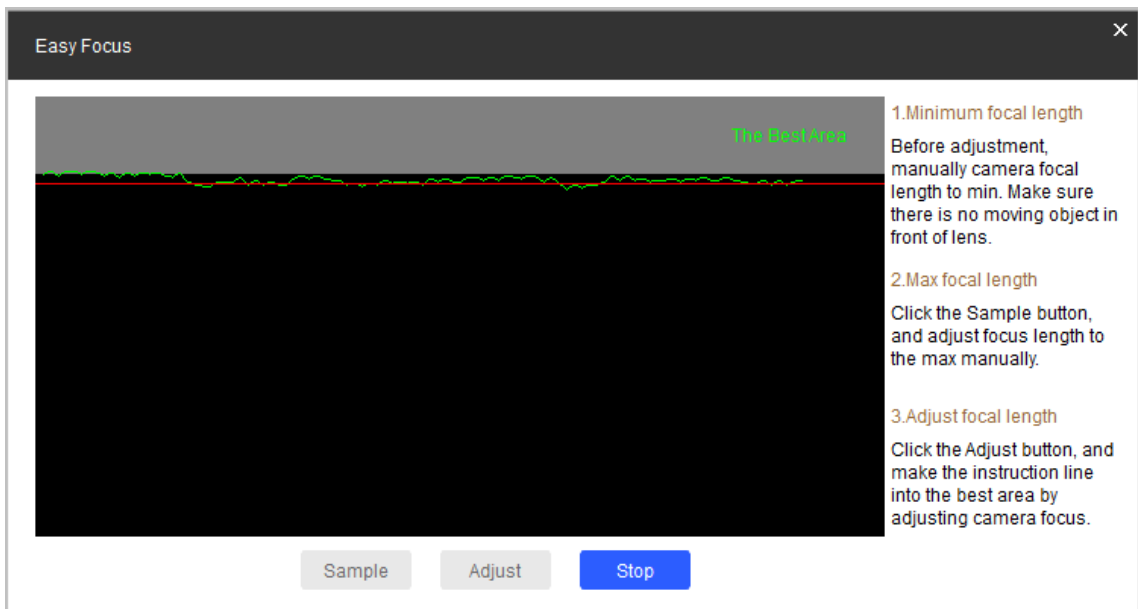 Easy Focus
The Best Area
1.Minimum focal length
Before adjustment,
manually camera focal
length to min. Make sure
there is no moving object in
front of lens.
2.Max focal length
Click the Sample button,
and adjust focus length to
the max manually.
3.Adjust focal length
Click the Adjust button, and
make the instruction line
into the best area by
adjusting camera focus.
Sample Adjust Stop